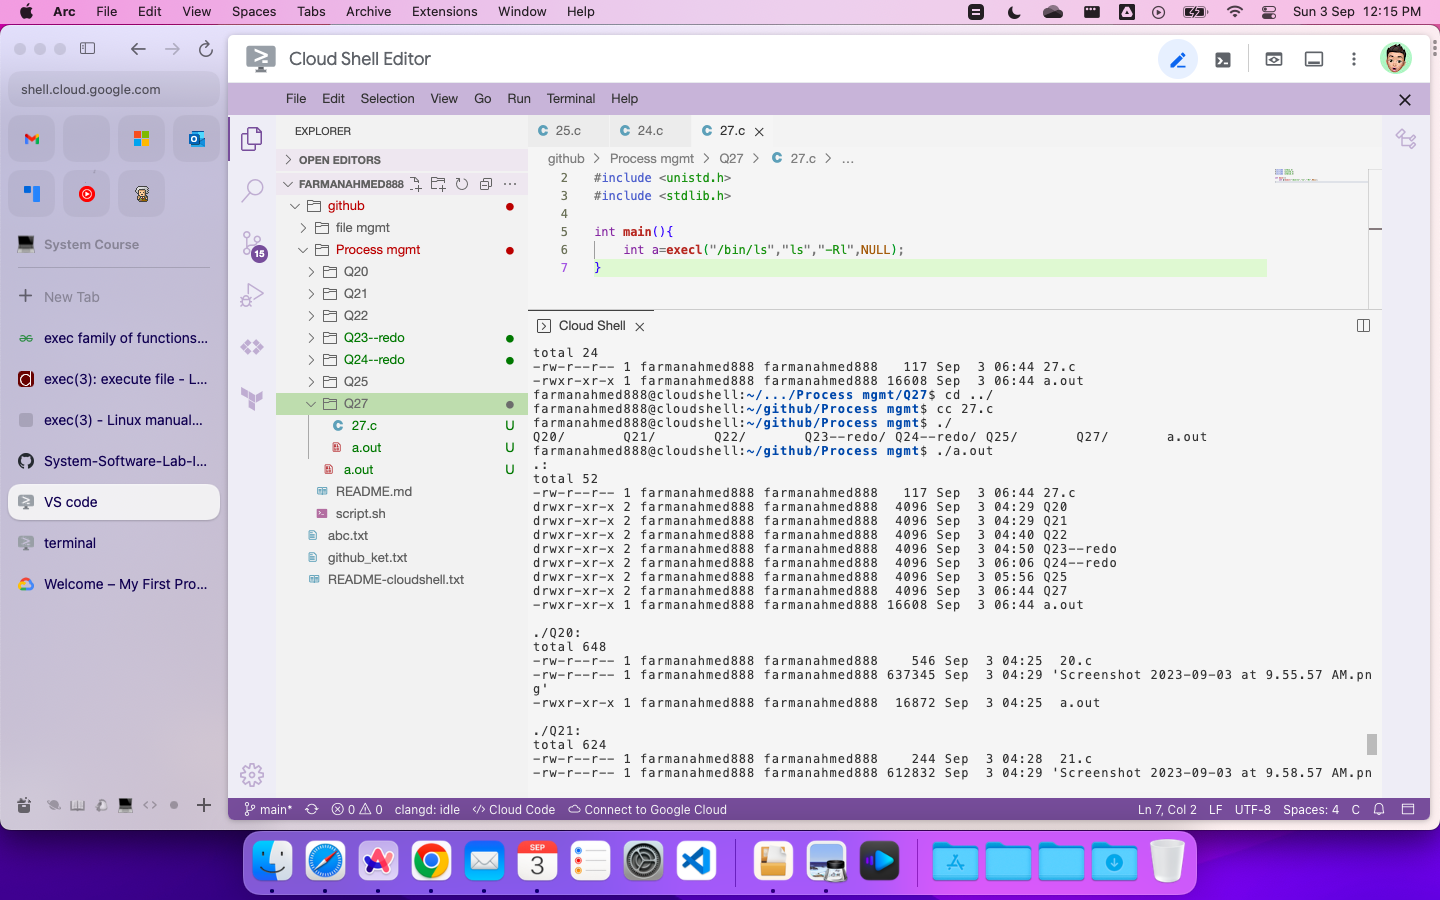 Arc File Edit View Spaces Tabs Archive Extensions Window Help Sun 3 Sep 12:15 PM
shell.cloud.google.com
System Course
New Tab
exec family of functions...
exec(3): execute file - L...
exec(3) - Linux manual...
System-Software-Lab-I...
VS code
terminal
Welcome – My First Pro...
Cloud Shell Editor
File Edit Selection View Go Run Terminal Help
15
EXPLORER
OPEN EDITORS
FARMANAHMED888
github
file mgmt
Process mgmt
Q20
Q21
Q22
Q23--redo
Q24--redo
Q25
Q27
27.c U
a.out U
a.out U
README.md
script.sh
abc.txt
github_ket.txt
README-cloudshell.txt
25.c 24.c 27.c
github > Process mgmt > Q27 > 27.c > ...
2 #include <unistd.h>
3 #include <stdlib.h>
4
5 int main(){
6 int a=execl("/bin/ls","ls","-Rl",NULL);
7 }
Cloud Shell
total 24
-rw-r--r-- 1 farmanahmed888 farmanahmed888 117 Sep 3 06:44 27.c
-rwxr-xr-x 1 farmanahmed888 farmanahmed888 16608 Sep 3 06:44 a.out
farmanahmed888@cloudshell:~/.../Process mgmt/Q27$ cd ../
farmanahmed888@cloudshell:~/github/Process mgmt$ cc 27.c
farmanahmed888@cloudshell:~/github/Process mgmt$ ./
Q20/ Q21/ Q22/ Q23--redo/ Q24--redo/ Q25/ Q27/ a.out
farmanahmed888@cloudshell:~/github/Process mgmt$ ./a.out
.:
total 52
-rw-r--r-- 1 farmanahmed888 farmanahmed888 117 Sep 3 06:44 27.c
drwxr-xr-x 2 farmanahmed888 farmanahmed888 4096 Sep 3 04:29 Q20
drwxr-xr-x 2 farmanahmed888 farmanahmed888 4096 Sep 3 04:29 Q21
drwxr-xr-x 2 farmanahmed888 farmanahmed888 4096 Sep 3 04:40 Q22
drwxr-xr-x 2 farmanahmed888 farmanahmed888 4096 Sep 3 04:50 Q23--redo
drwxr-xr-x 2 farmanahmed888 farmanahmed888 4096 Sep 3 06:06 Q24--redo
drwxr-xr-x 2 farmanahmed888 farmanahmed888 4096 Sep 3 05:56 Q25
drwxr-xr-x 2 farmanahmed888 farmanahmed888 4096 Sep 3 06:44 Q27
-rwxr-xr-x 1 farmanahmed888 farmanahmed888 16608 Sep 3 06:44 a.out
./Q20:
total 648
-rw-r--r-- 1 farmanahmed888 farmanahmed888 546 Sep 3 04:25 20.c
-rw-r--r-- 1 farmanahmed888 farmanahmed888 637345 Sep 3 04:29 'Screenshot 2023-09-03 at 9.55.57 AM.pn
g'
-rwxr-xr-x 1 farmanahmed888 farmanahmed888 16872 Sep 3 04:25 a.out
./Q21:
total 624
-rw-r--r-- 1 farmanahmed888 farmanahmed888 244 Sep 3 04:28 21.c
-rw-r--r-- 1 farmanahmed888 farmanahmed888 612832 Sep 3 04:29 'Screenshot 2023-09-03 at 9.58.57 AM.pn
main* 0 0 clangd: idle Cloud Code Connect to Google Cloud Ln 7, Col 2 LF UTF-8 Spaces: 4 C
SEP
3